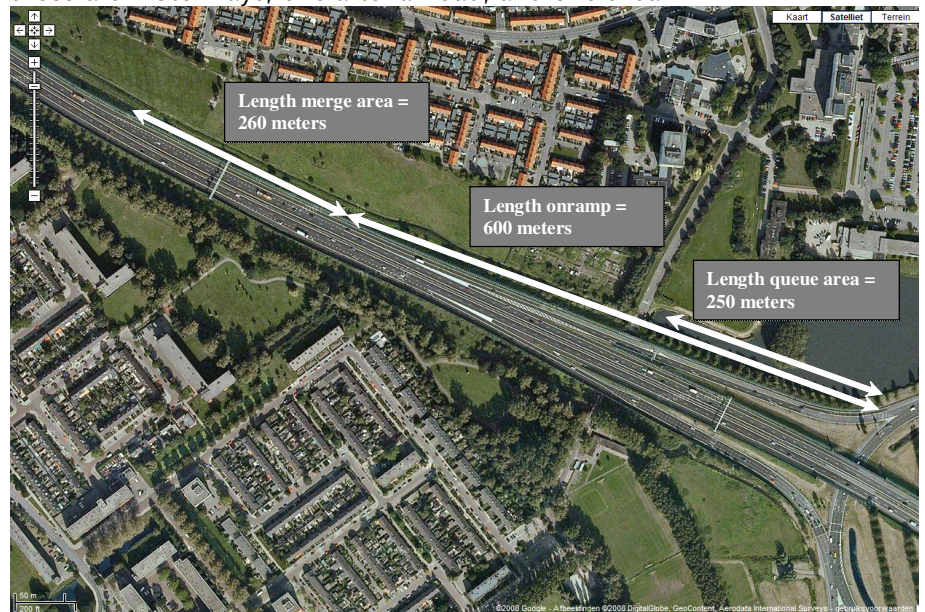 Kaart Satelliet Terrein
Length merge area =
260 meters
Length onramp =
600 meters
Length queue area =
250 meters
50 m
200 ft
©2008 Google - Afbeeldingen ©2008 DigitalGlobe, GeoContent, Aerodata International Surveys - gebruiksvoorwaarden